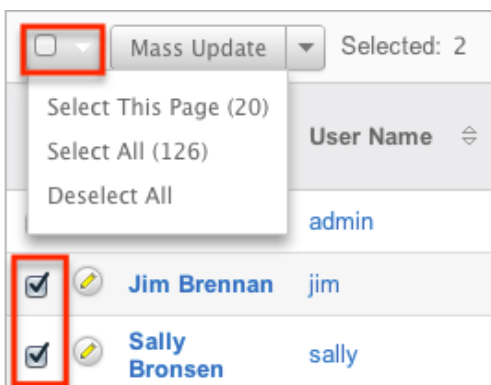 Mass Update Selected: 2
Select This Page (20)
Select All (126)
Deselect All
User Name
admin
Jim Brennan jim
Sally
Bronsen sally